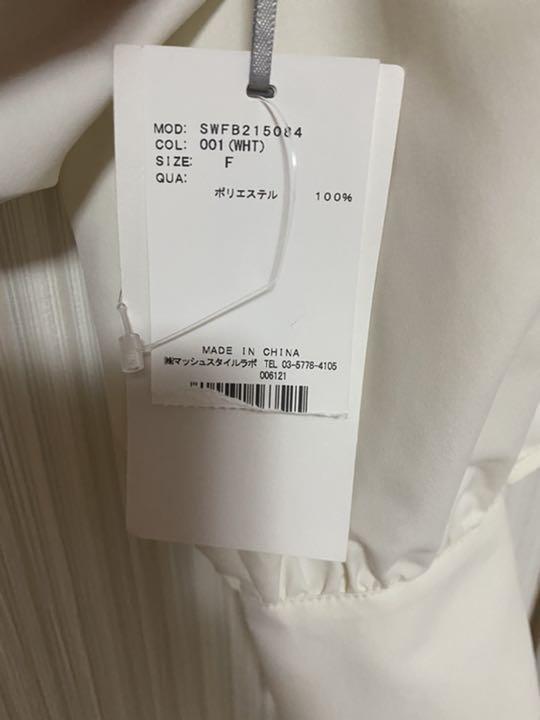 MOD: SWFB215084
COL: 001(WHT)
SIZE: F
QUA:
ポリエステル 100%
MADE IN CHINA
㈱マッシュスタイルラボ TEL 03-5778-4105
006121